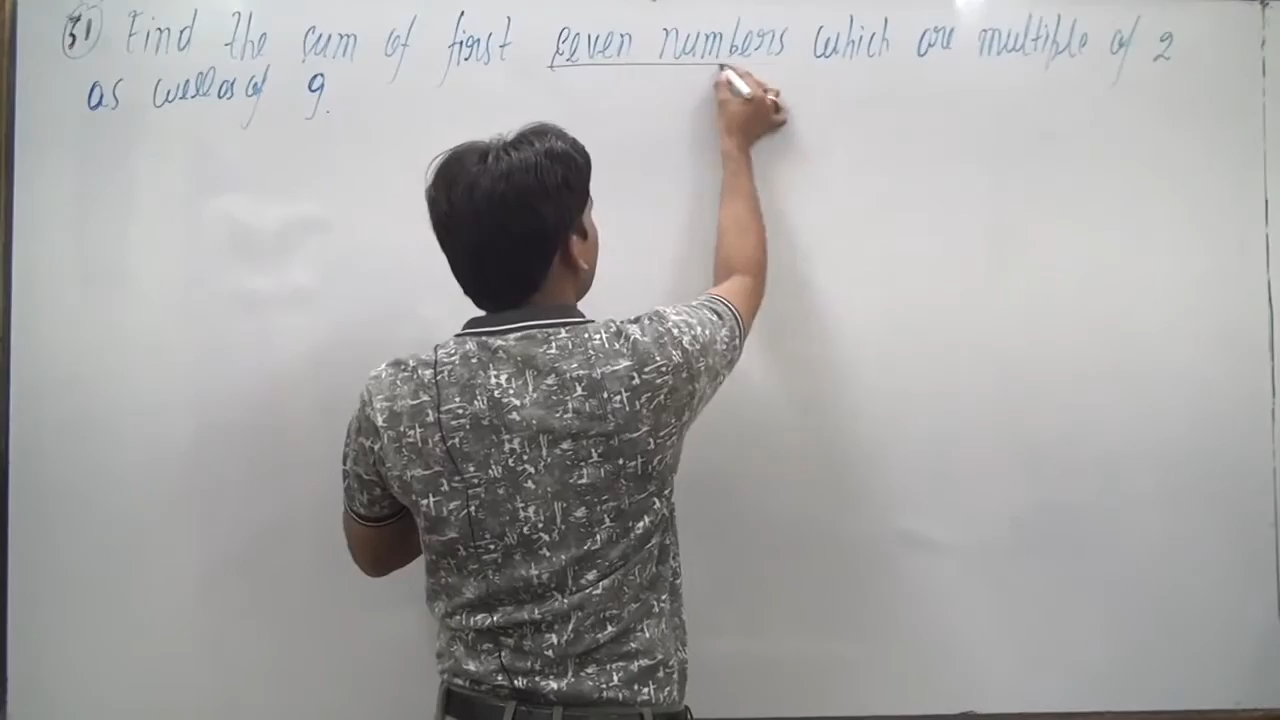 31 Find the sum of first seven numbers which are multiple of 2
as well as of 9.